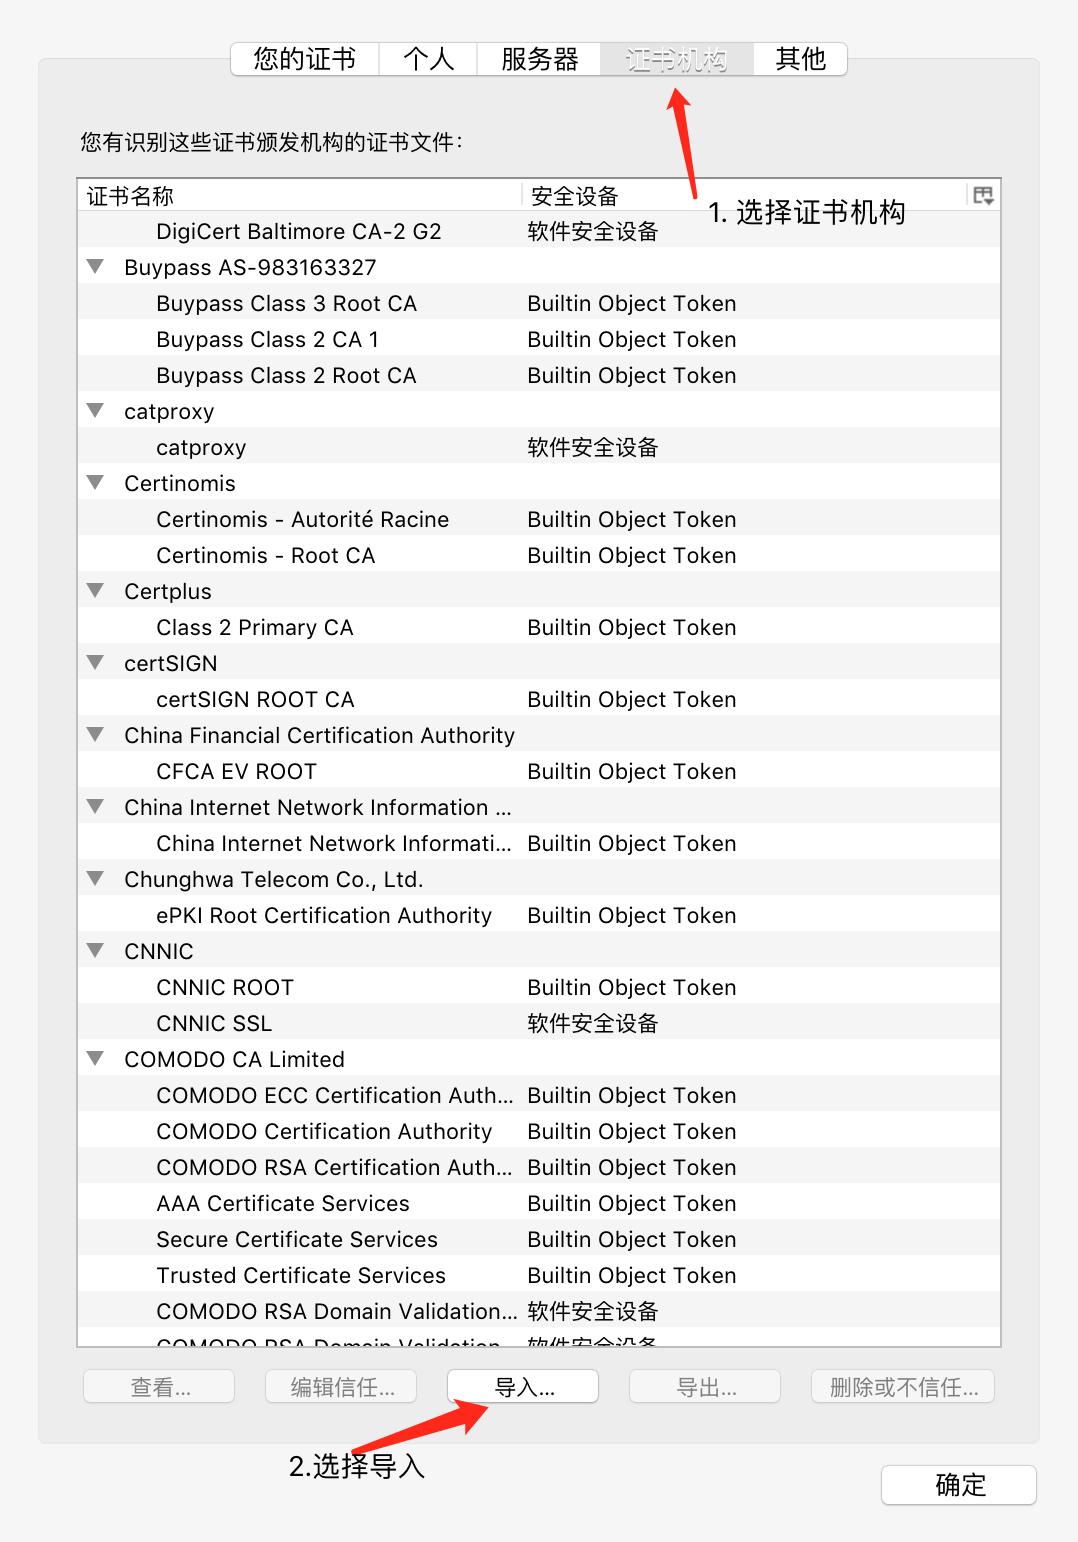 您的证书 个人 服务器 证书机构 其他
您有识别这些证书颁发机构的证书文件：
证书名称 安全设备
1. 选择证书机构
DigiCert Baltimore CA-2 G2 软件安全设备
Buypass AS-983163327
Buypass Class 3 Root CA Builtin Object Token
Buypass Class 2 CA 1 Builtin Object Token
Buypass Class 2 Root CA Builtin Object Token
catproxy
catproxy 软件安全设备
Certinomis
Certinomis - Autorité Racine Builtin Object Token
Certinomis - Root CA Builtin Object Token
Certplus
Class 2 Primary CA Builtin Object Token
certSIGN
certSIGN ROOT CA Builtin Object Token
China Financial Certification Authority
CFCA EV ROOT Builtin Object Token
China Internet Network Information ...
China Internet Network Informati... Builtin Object Token
Chunghwa Telecom Co., Ltd.
ePKI Root Certification Authority Builtin Object Token
CNNIC
CNNIC ROOT Builtin Object Token
CNNIC SSL 软件安全设备
COMODO CA Limited
COMODO ECC Certification Auth... Builtin Object Token
COMODO Certification Authority Builtin Object Token
COMODO RSA Certification Auth... Builtin Object Token
AAA Certificate Services Builtin Object Token
Secure Certificate Services Builtin Object Token
Trusted Certificate Services Builtin Object Token
COMODO RSA Domain Validation... 软件安全设备
COMODO RSA Domain Validation... 软件安全设备
查看... 编辑信任... 导入... 导出... 删除或不信任...
2.选择导入
确定